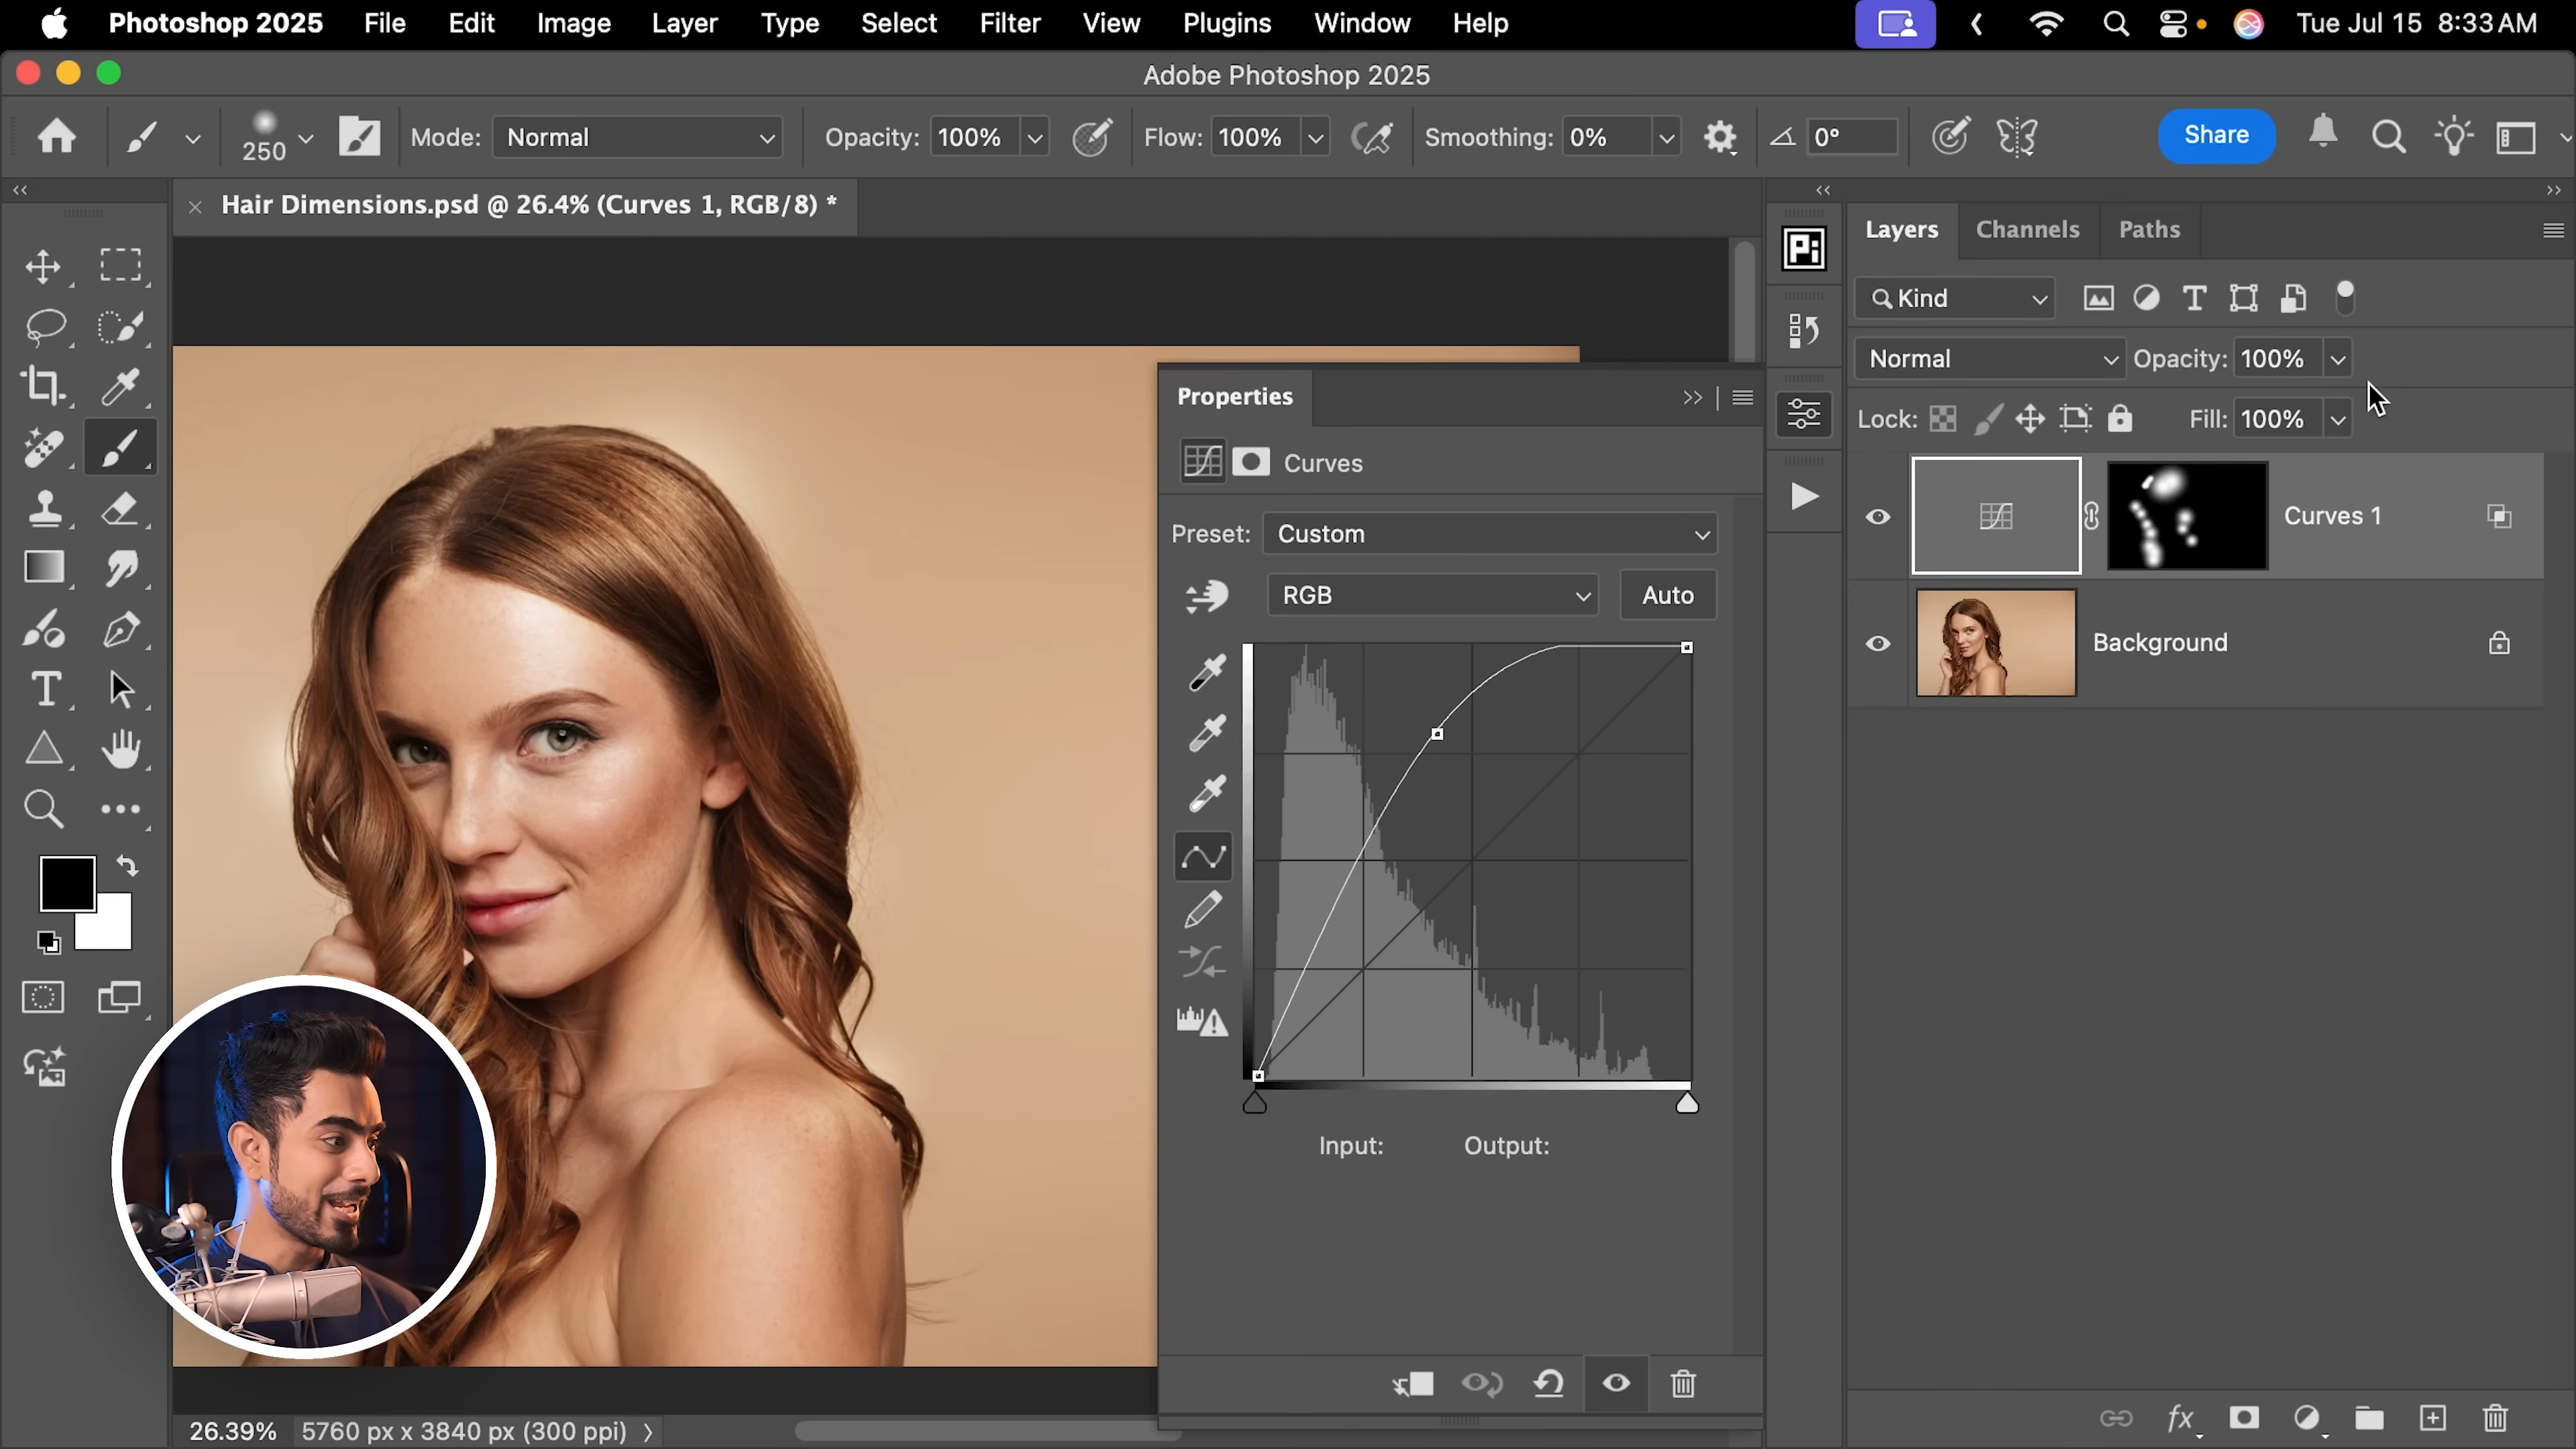 Photoshop 2025 File Edit Image Layer Type Select Filter View Plugins Window Help Tue Jul 15 8:33 AM
Adobe Photoshop 2025
250 Mode: Normal Opacity: 100% Flow: 100% Smoothing: 0% 0° Share
Hair Dimensions.psd @ 26.4% (Curves 1, RGB/8) *
Layers Channels Paths
Pi
Kind
Normal Opacity: 100%
Lock: Fill: 100%
Curves 1
Background
Properties
Curves
Preset: Custom
RGB Auto
Input: Output:
fx
26.39% 5760 px x 3840 px (300 ppi)